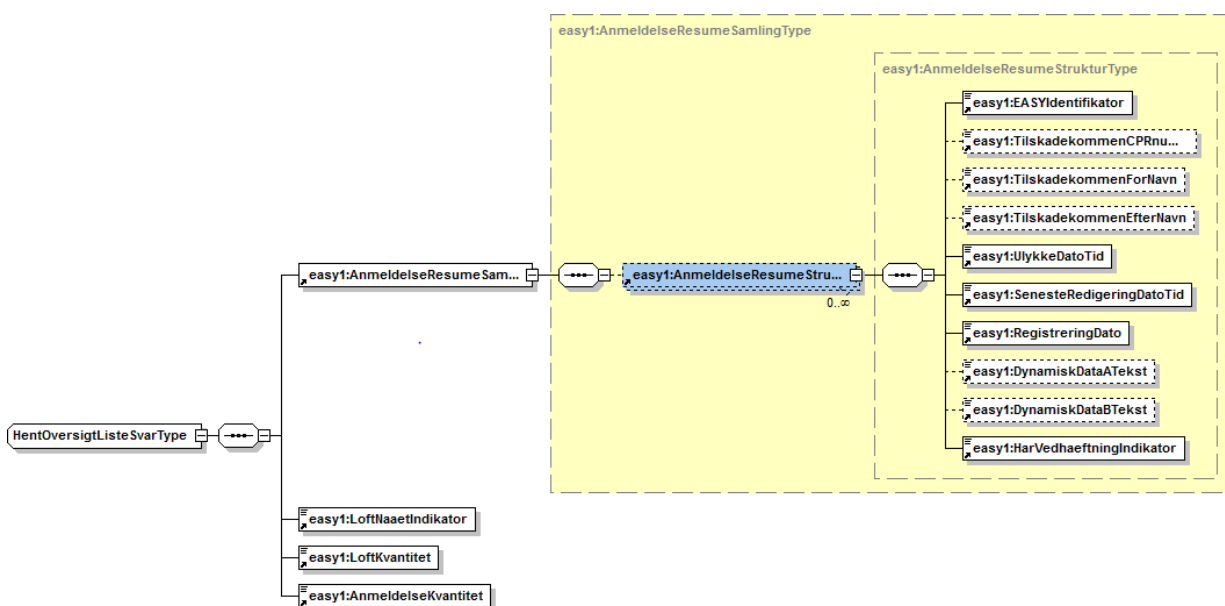 easy1:AnmeldelseResumeSamlingType
easy1:AnmeldelseResumeStrukturType
easy1:EASYIdentifikator
easy1:TilskadekommenCPRnu...
easy1:TilskadekommenForNavn
easy1:TilskadekommenEfterNavn
easy1:UlykkeDatoTid
easy1:SenesteRedigeringDatoTid
easy1:RegistreringDato
easy1:DynamiskDataATekst
easy1:DynamiskDataBTekst
easy1:HarVedhaeftningIndikator
easy1:AnmeldelseResumeStru...
0..∞
easy1:AnmeldelseResumeSam...
HentOversigtListeSvarType
easy1:LoftNaaetIndikator
easy1:LoftKvantitet
easy1:AnmeldelseKvantitet